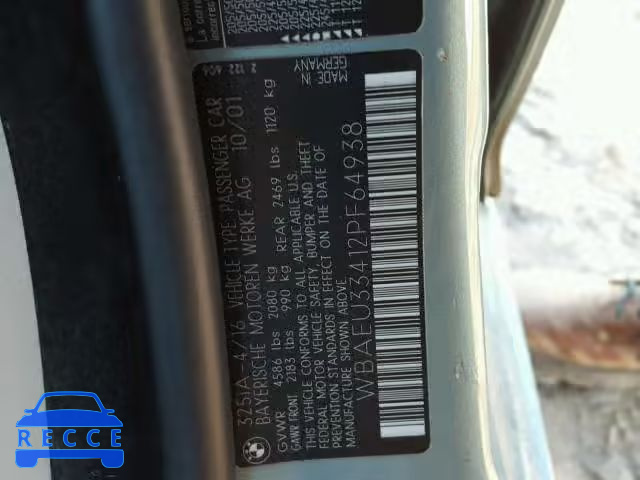 325iA-4/16 VEHICLE TYPE: PASSENGER CAR
BAYERISCHE MOTOREN WERKE AG 10/01
GVWR 4586 lbs 2080 kg REAR 2469 lbs 1120 kg
GAWR FRONT 2183 lbs 990 kg
THIS VEHICLE CONFORMS TO ALL APPLICABLE U.S.
FEDERAL MOTOR VEHICLE SAFETY, BUMPER AND THEFT
PREVENTION STANDARDS IN EFFECT ON THE DATE OF
MANUFACTURE SHOWN ABOVE
WBAEU33412PF64938
MADE IN
GERMANY
RECCE